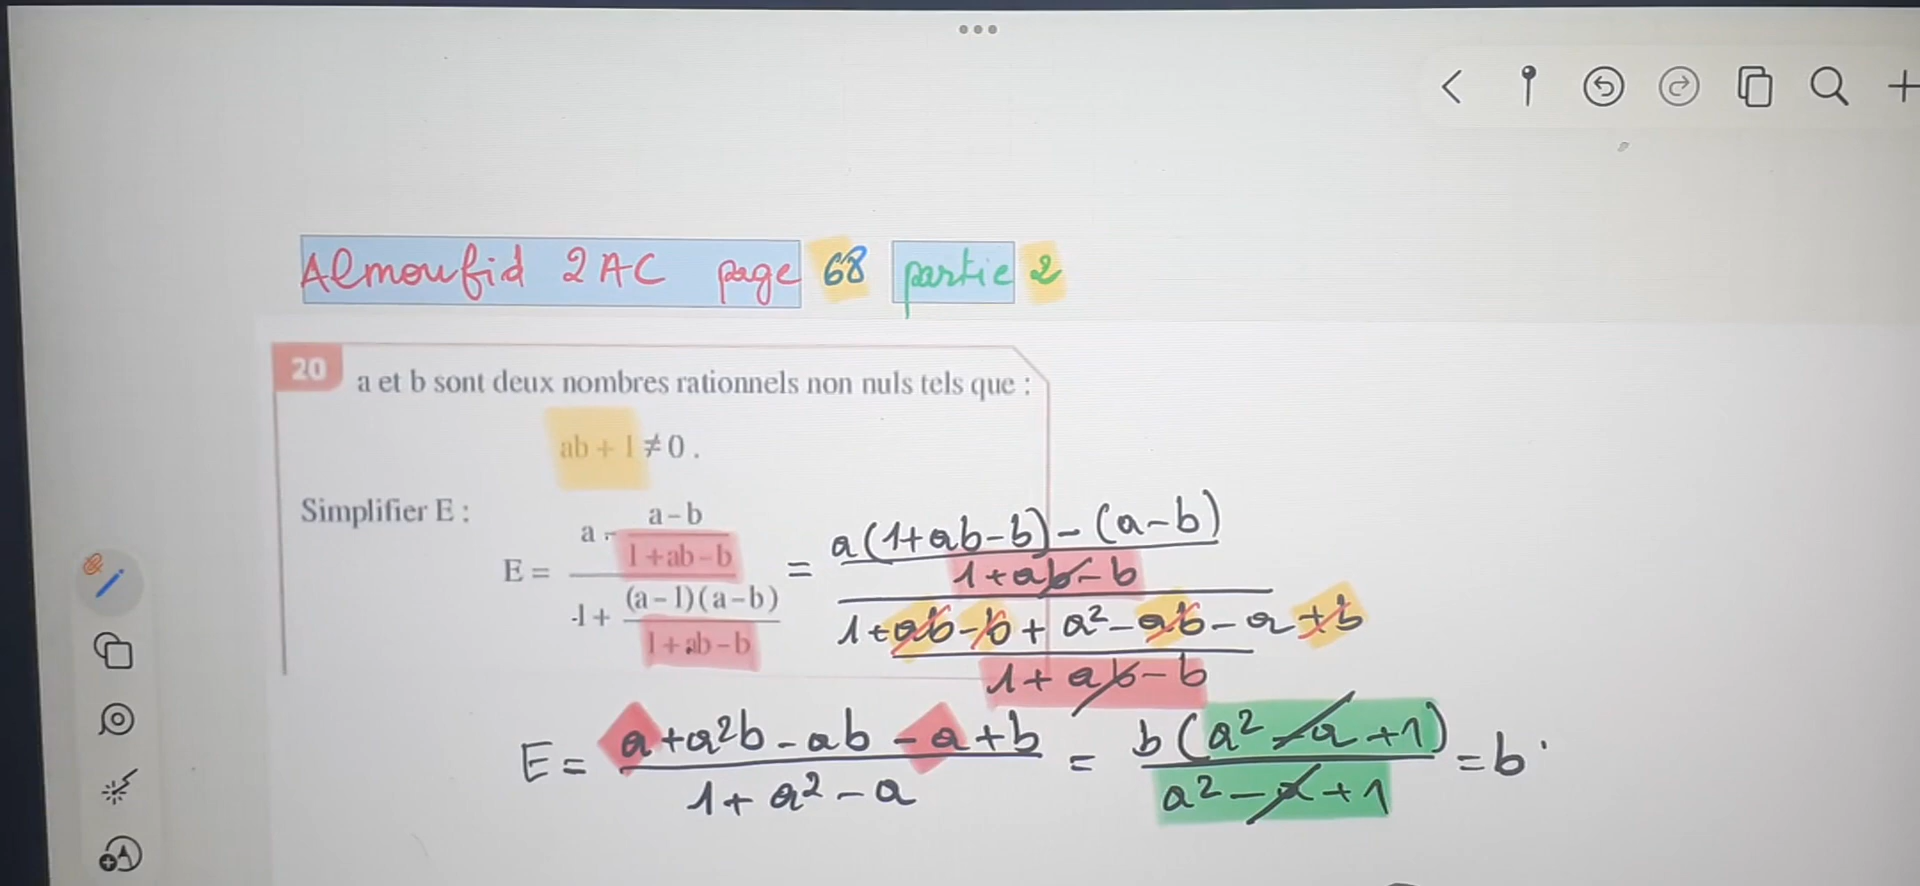 Almoufid 2AC page 68 partie 2
20 a et b sont deux nombres rationnels non nuls tels que :
ab + 1 ≠ 0 .
Simplifier E :
E = (a - (a-b)/(1+ab-b)) / (-1 + ((a-1)(a-b))/(1+ab-b)) = ((a(1+ab-b)-(a-b))/(1+ab-b)) / ((1+ab-b+a²-ab-a+b)/(1+ab-b))
E = (a+a²b-ab-a+b)/(1+a²-a) = (b(a²-a+1))/(a²-a+1) = b.